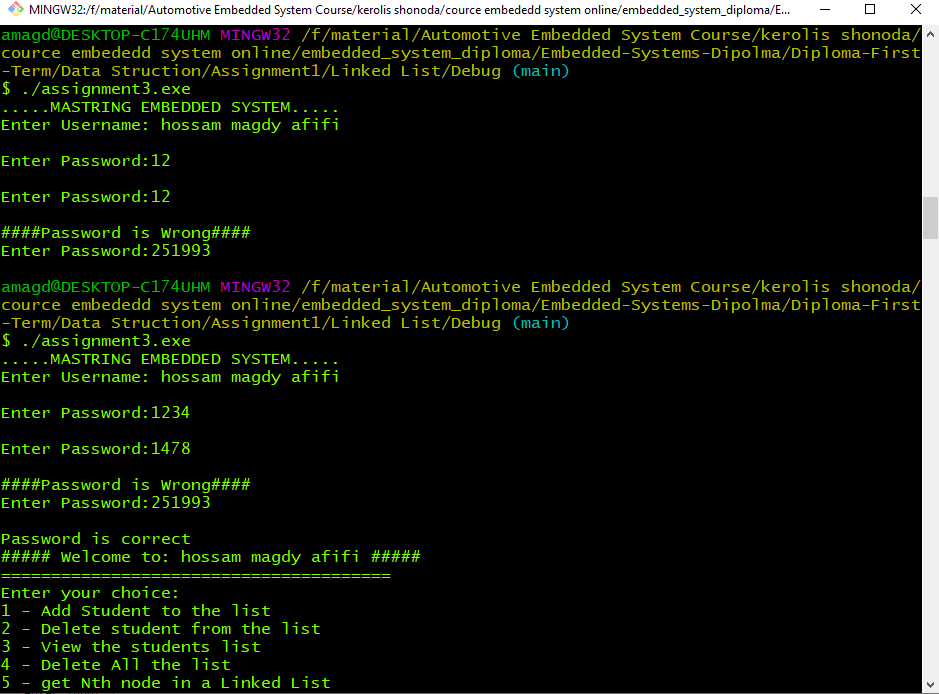 MINGW32:/f/material/Automotive Embedded System Course/kerolis shonoda/cource embededd system online/embedded_system_diploma/E...
amagd@DESKTOP-C174UHM MINGW32 /f/material/Automotive Embedded System Course/kerolis shonoda/
cource embededd system online/embedded_system_diploma/Embedded-Systems-Dipolma/Diploma-First
-Term/Data Struction/Assignment1/Linked List/Debug (main)
$ ./assignment3.exe
.....MASTRING EMBEDDED SYSTEM.....
Enter Username: hossam magdy afifi
Enter Password:12
Enter Password:12
####Password is Wrong####
Enter Password:251993
amagd@DESKTOP-C174UHM MINGW32 /f/material/Automotive Embedded System Course/kerolis shonoda/
cource embededd system online/embedded_system_diploma/Embedded-Systems-Dipolma/Diploma-First
-Term/Data Struction/Assignment1/Linked List/Debug (main)
$ ./assignment3.exe
.....MASTRING EMBEDDED SYSTEM.....
Enter Username: hossam magdy afifi
Enter Password:1234
Enter Password:1478
####Password is Wrong####
Enter Password:251993
Password is correct
##### Welcome to: hossam magdy afifi #####
=======================================
Enter your choice:
1 - Add Student to the list
2 - Delete student from the list
3 - View the students list
4 - Delete All the list
5 - get Nth node in a Linked List